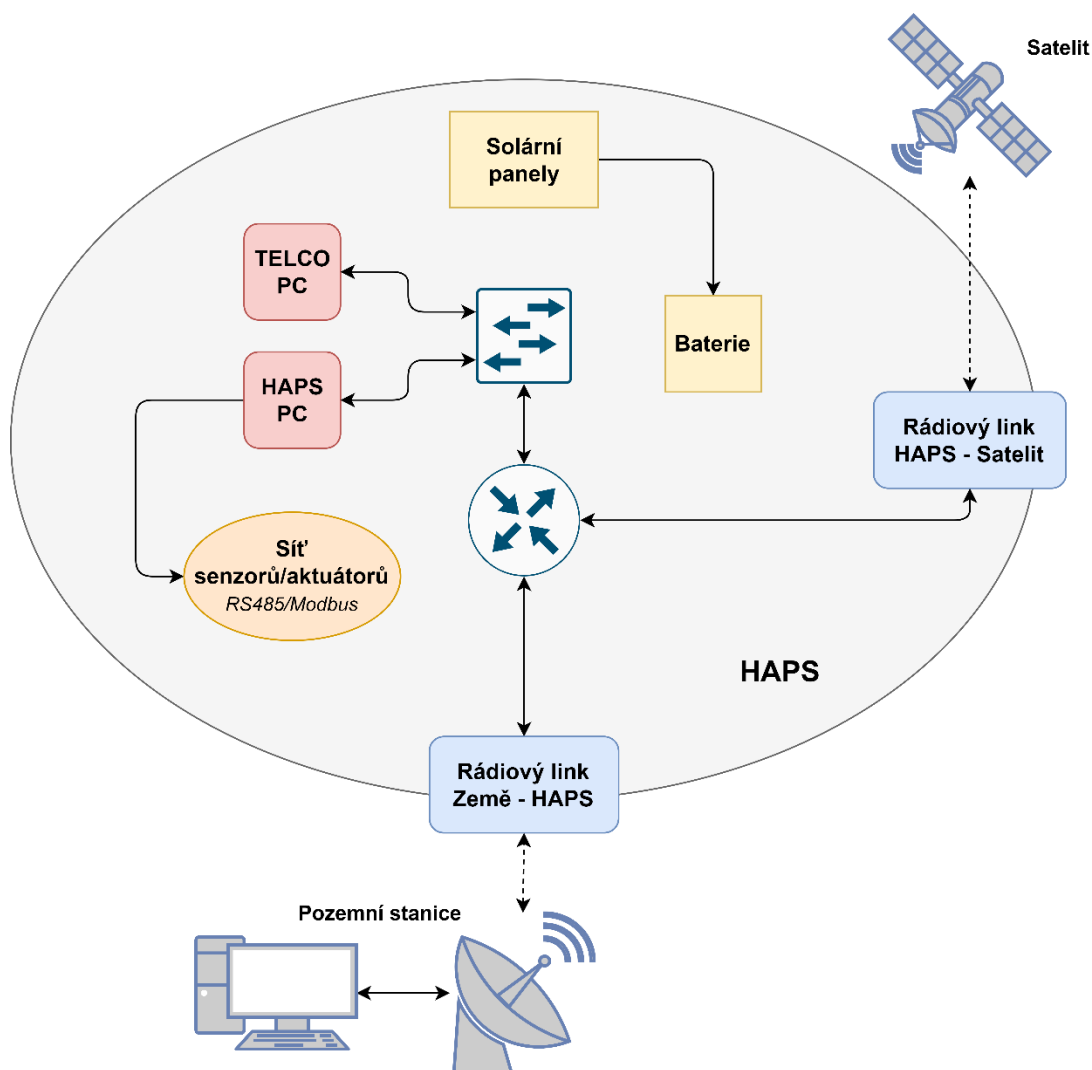 Satelit
Solární
panely
TELCO
PC
Baterie
HAPS
PC
Rádiový link
HAPS - Satelit
Síť
senzorů/aktuátorů
RS485/Modbus
HAPS
Rádiový link
Země - HAPS
Pozemní stanice